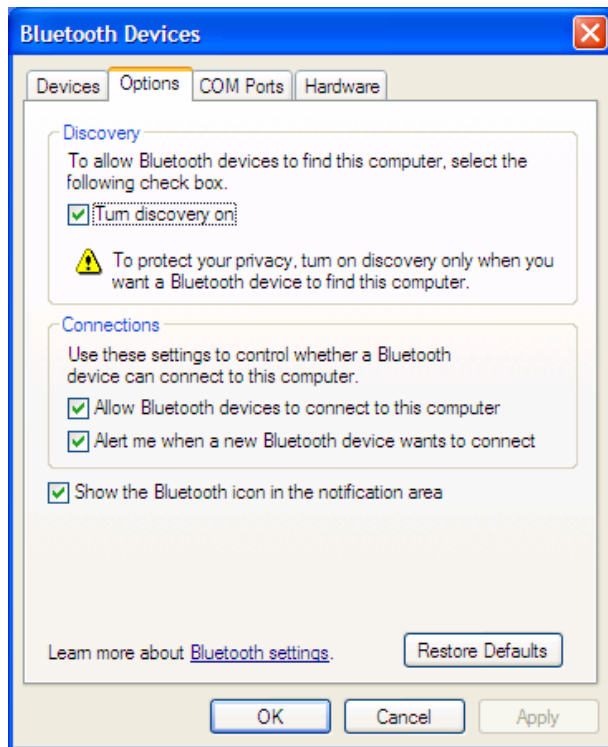 Bluetooth Devices
Devices
Options
COM Ports
Hardware
Discovery
To allow Bluetooth devices to find this computer, select the
following check box.
Turn discovery on
To protect your privacy, turn on discovery only when you
want a Bluetooth device to find this computer.
Connections
Use these settings to control whether a Bluetooth
device can connect to this computer.
Allow Bluetooth devices to connect to this computer
Alert me when a new Bluetooth device wants to connect
Show the Bluetooth icon in the notification area
Learn more about Bluetooth settings.
Restore Defaults
OK
Cancel
Apply